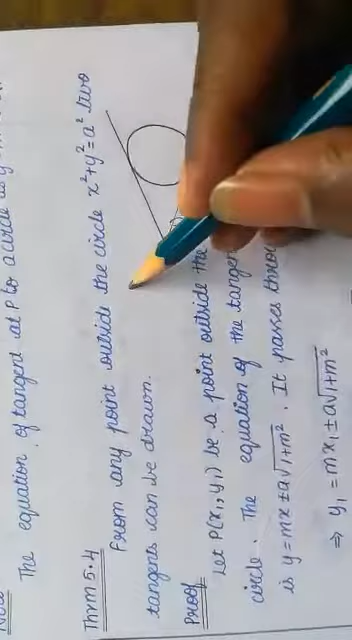 Note
The equation of tangent at P to a circle
Thrm 5.4
From any point outside the circle x²+y²=a² two
tangents can be drawn.
Proof
Let P(x₁,y₁) be a point outside the
circle. The equation of the tangent
is y=mx±a√1+m². It passes through
⇒ y₁=mx₁±a√1+m²